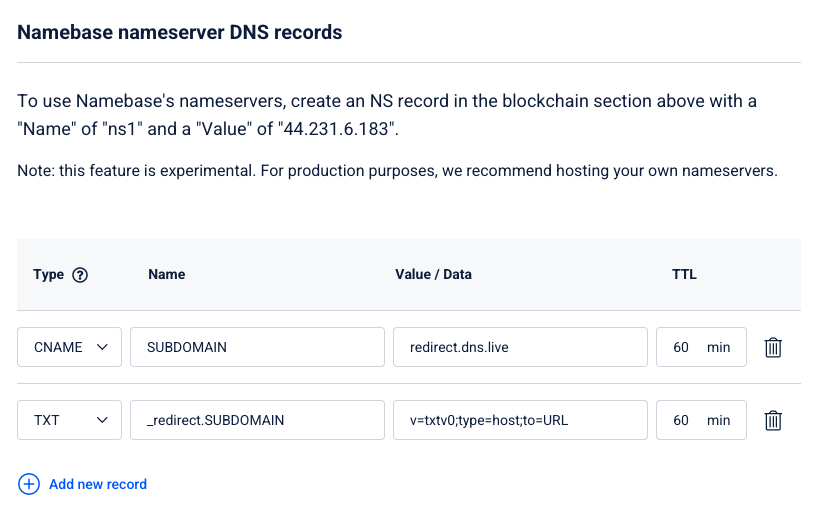 Namebase nameserver DNS records
To use Namebase's nameservers, create an NS record in the blockchain section above with a
"Name" of "ns1" and a "Value" of "44.231.6.183".
Note: this feature is experimental. For production purposes, we recommend hosting your own nameservers.
Type ? Name Value / Data TTL
CNAME SUBDOMAIN redirect.dns.live 60 min
TXT _redirect.SUBDOMAIN v=txtv0;type=host;to=URL 60 min
Add new record